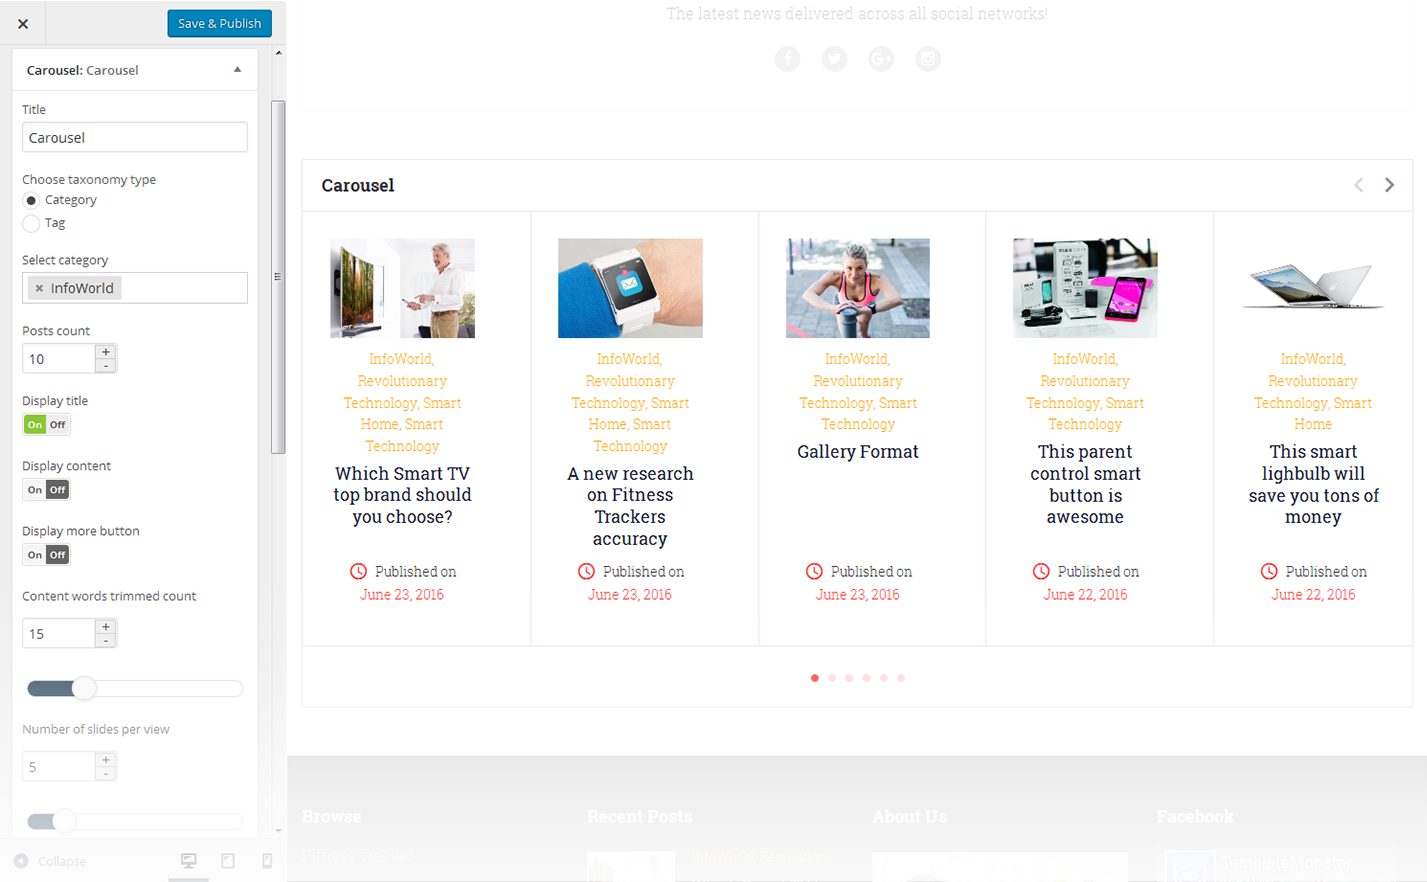 Save & Publish
Carousel: Carousel
Title
Carousel
Choose taxonomy type
Category
Tag
Select category
× InfoWorld
Posts count
10
+
-
Display title
On Off
Display content
On Off
Display more button
On Off
Content words trimmed count
15
+
-
Number of slides per view
5
+
-
Collapse
The latest news delivered across all social networks!
Carousel
InfoWorld,
Revolutionary
Technology, Smart
Home, Smart
Technology
Which Smart TV
top brand should
you choose?
Published on
June 23, 2016
InfoWorld,
Revolutionary
Technology, Smart
Home, Smart
Technology
A new research
on Fitness
Trackers
accuracy
Published on
June 23, 2016
InfoWorld,
Revolutionary
Technology, Smart
Technology
Gallery Format
Published on
June 23, 2016
InfoWorld,
Revolutionary
Technology, Smart
Technology
This parent
control smart
button is
awesome
Published on
June 22, 2016
InfoWorld,
Revolutionary
Technology, Smart
Home
This smart
lighbulb will
save you tons of
money
Published on
June 22, 2016
Browse
Fitness Tracker
Recent Posts
About Us
Facebook
TemplateMonster